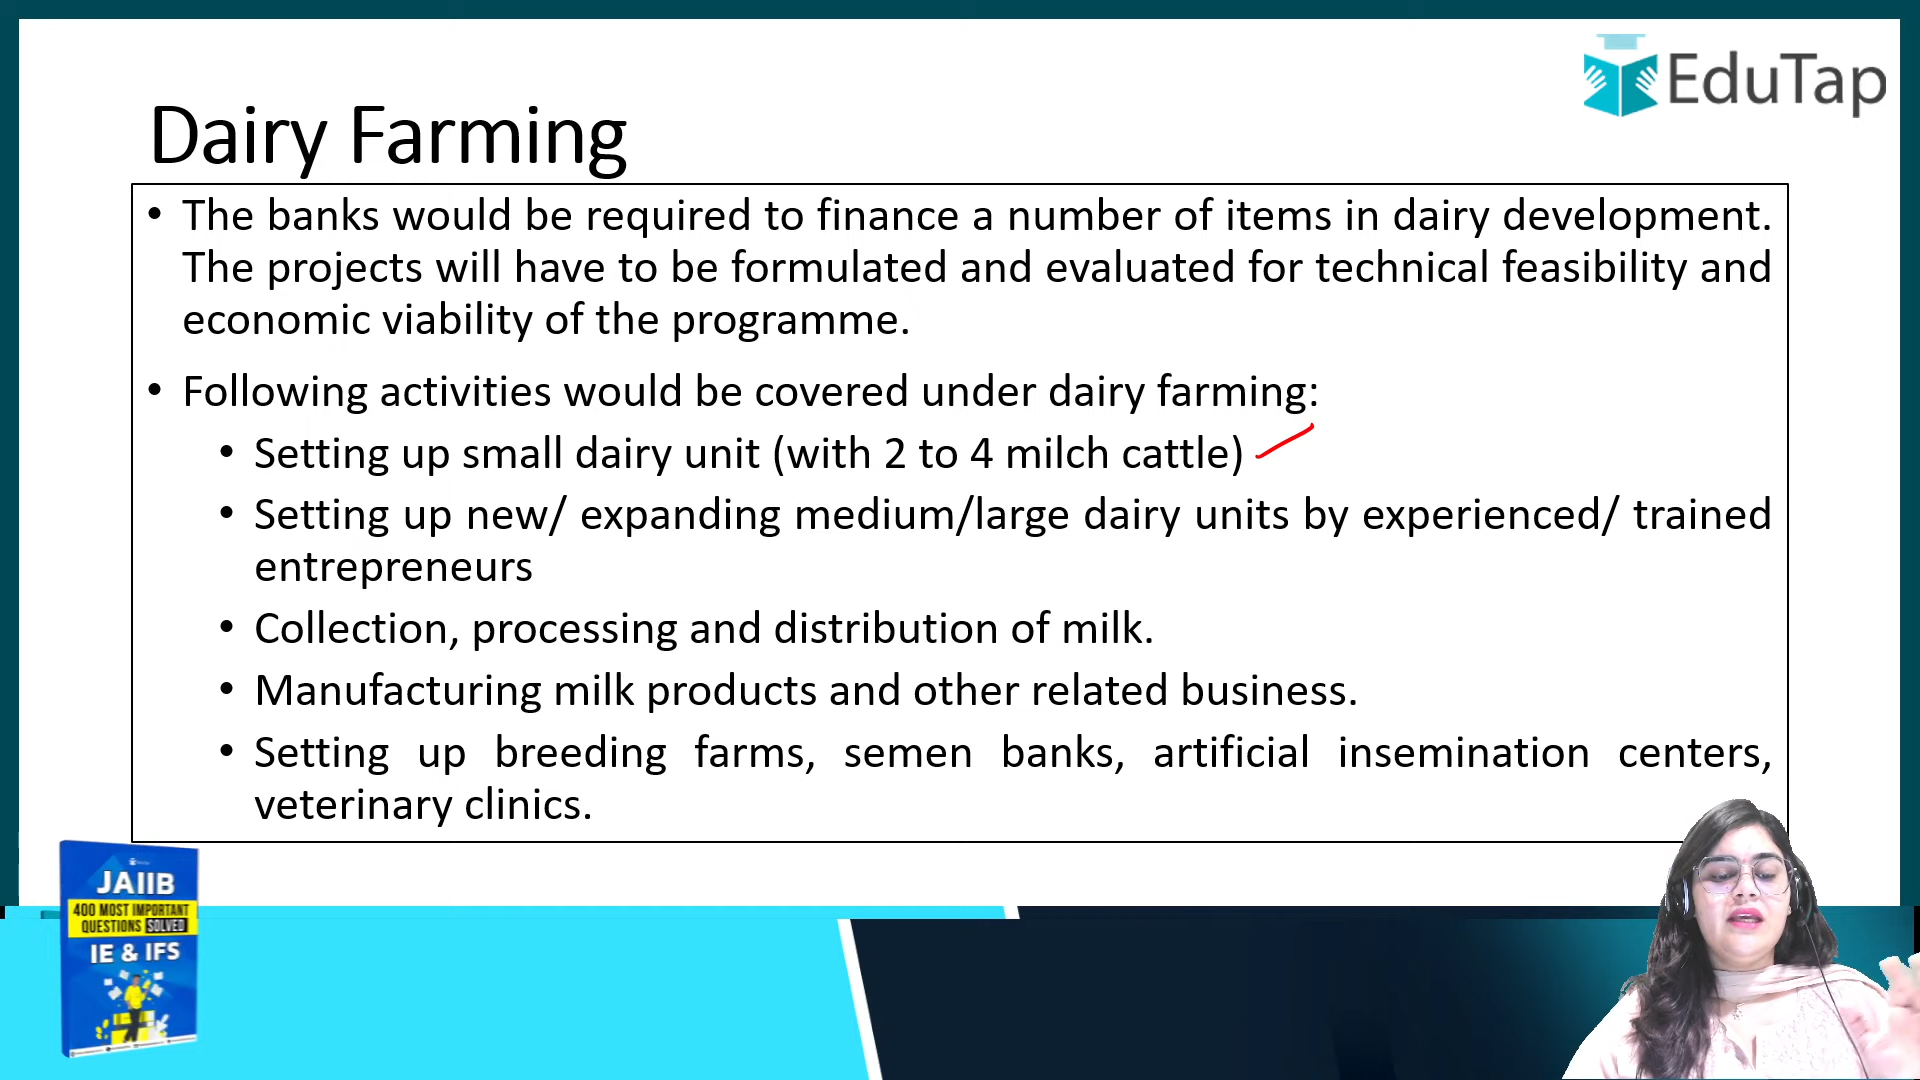 EduTap
Dairy Farming
• The banks would be required to finance a number of items in dairy development.
The projects will have to be formulated and evaluated for technical feasibility and
economic viability of the programme.
• Following activities would be covered under dairy farming:
• Setting up small dairy unit (with 2 to 4 milch cattle)
• Setting up new/ expanding medium/large dairy units by experienced/ trained
entrepreneurs
• Collection, processing and distribution of milk.
• Manufacturing milk products and other related business.
• Setting up breeding farms, semen banks, artificial insemination centers,
veterinary clinics.
JAIIB
400 MOST IMPORTANT
QUESTIONS SOLVED
IE & IFS